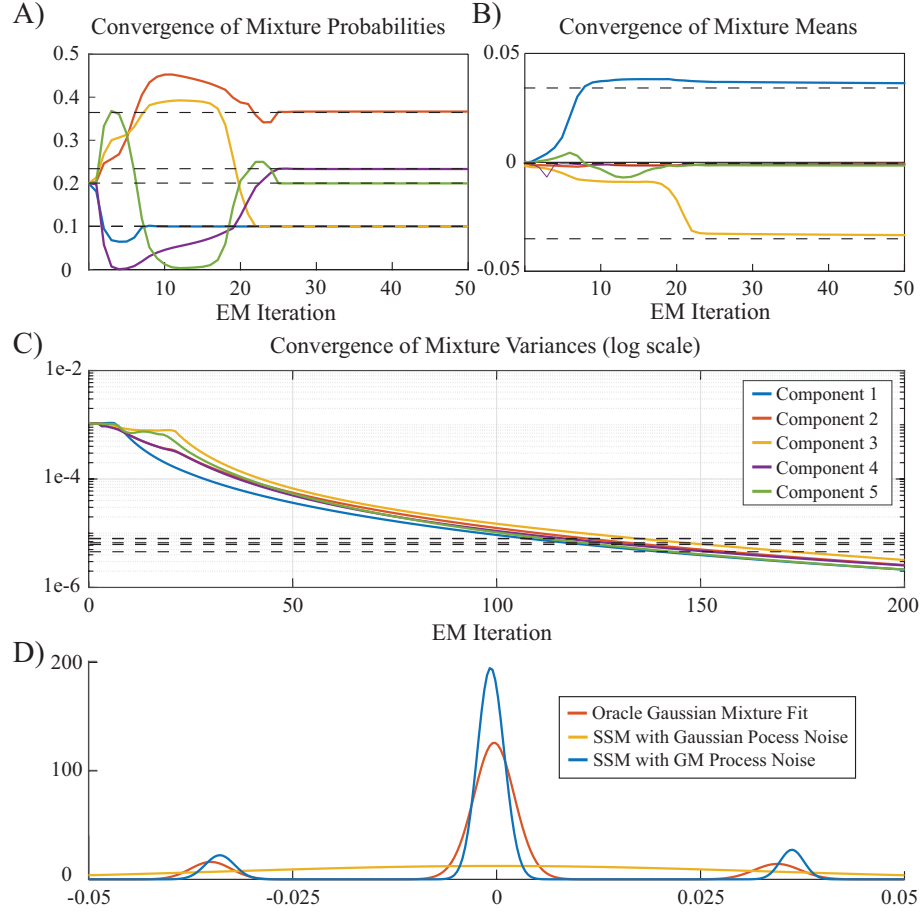 A)
Convergence of Mixture Probabilities
0.5
0.4
0.3
0.2
0.1
0
10
20
30
40
50
EM Iteration
B)
Convergence of Mixture Means
0.05
0
-0.05
10
20
30
40
50
EM Iteration
C)
Convergence of Mixture Variances (log scale)
1e-2
1e-4
1e-6
0
50
100
150
200
EM Iteration
Component 1
Component 2
Component 3
Component 4
Component 5
D)
200
100
0
-0.05
-0.025
0
0.025
0.05
Oracle Gaussian Mixture Fit
SSM with Gaussian Pocess Noise
SSM with GM Process Noise